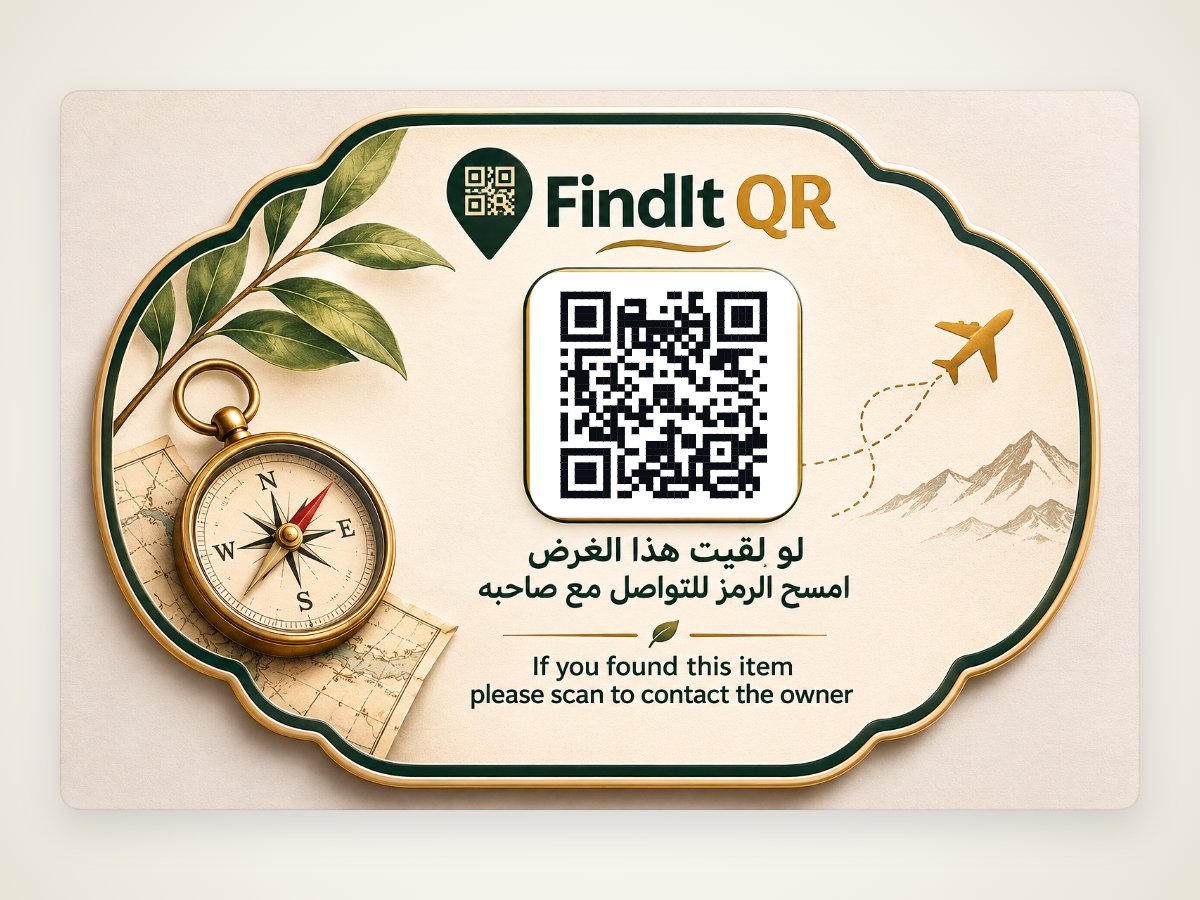 FindIt QR
N
E
W
S
لو لقيت هذا الغرض
امسح الرمز للتواصل مع صاحبه
If you found this item
please scan to contact the owner